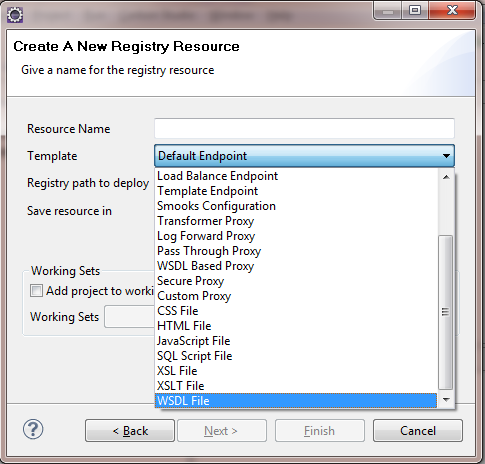 Create A New Registry Resource
Give a name for the registry resource
Resource Name
Template
Default Endpoint
Registry path to deploy
Save resource in
Load Balance Endpoint
Template Endpoint
Smooks Configuration
Transformer Proxy
Log Forward Proxy
Pass Through Proxy
WSDL Based Proxy
Secure Proxy
Custom Proxy
CSS File
HTML File
JavaScript File
SQL Script File
XSL File
XSLT File
WSDL File
Working Sets
Add project to worki
Working Sets
< Back
Next >
Finish
Cancel